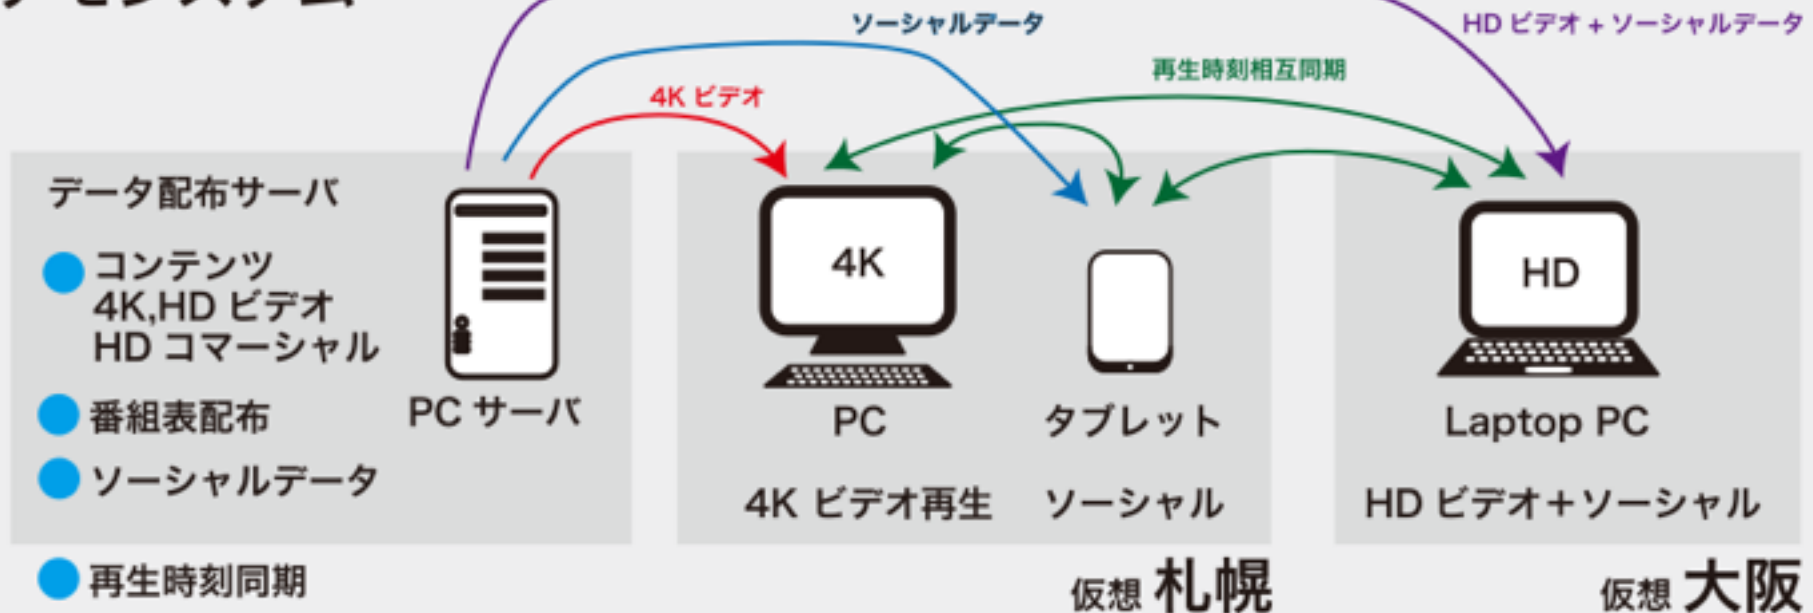 ソーシャルデータ
HD ビデオ + ソーシャルデータ
再生時刻相互同期
4K ビデオ
データ配布サーバ
コンテンツ
4K,HD ビデオ
HD コマーシャル
番組表配布
ソーシャルデータ
再生時刻同期
PC サーバ
4K
PC
4K ビデオ再生
タブレット
ソーシャル
仮想 札幌
HD
Laptop PC
HD ビデオ＋ソーシャル
仮想 大阪